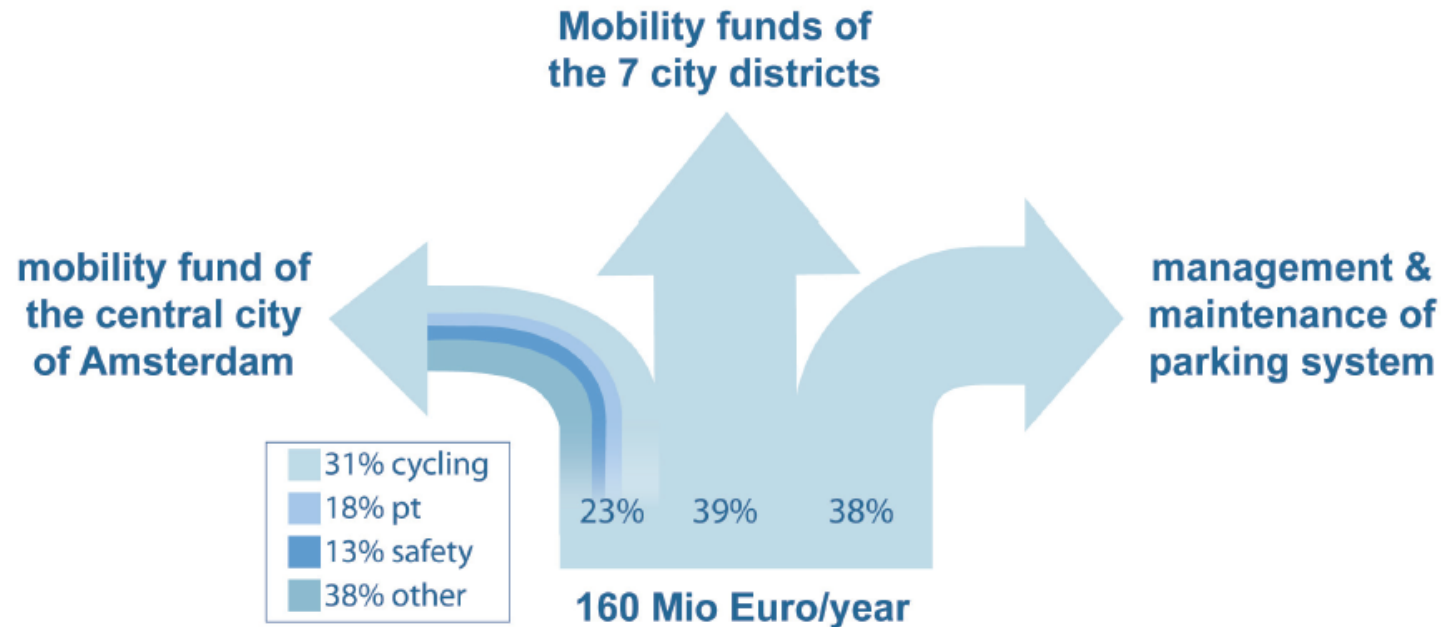 Mobility funds of
the 7 city districts
mobility fund of
the central city
of Amsterdam
management &
maintenance of
parking system
31% cycling
18% pt
13% safety
38% other
23%
39%
38%
160 Mio Euro/year